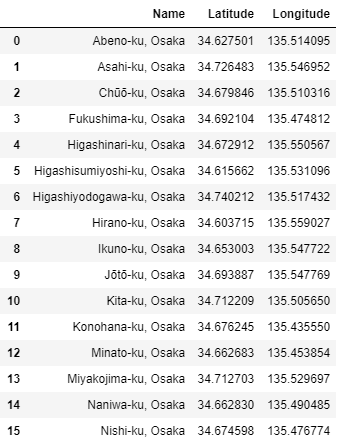 Name Latitude Longitude
0 Abeno-ku, Osaka 34.627501 135.514095
1 Asahi-ku, Osaka 34.726483 135.546952
2 Chūō-ku, Osaka 34.679846 135.510316
3 Fukushima-ku, Osaka 34.692104 135.474812
4 Higashinari-ku, Osaka 34.672912 135.550567
5 Higashisumiyoshi-ku, Osaka 34.615662 135.531096
6 Higashiyodogawa-ku, Osaka 34.740212 135.517432
7 Hirano-ku, Osaka 34.603715 135.559027
8 Ikuno-ku, Osaka 34.653003 135.547722
9 Jōtō-ku, Osaka 34.693887 135.547769
10 Kita-ku, Osaka 34.712209 135.505650
11 Konohana-ku, Osaka 34.676245 135.435550
12 Minato-ku, Osaka 34.662683 135.453854
13 Miyakojima-ku, Osaka 34.712703 135.529697
14 Naniwa-ku, Osaka 34.662830 135.490485
15 Nishi-ku, Osaka 34.674598 135.476774